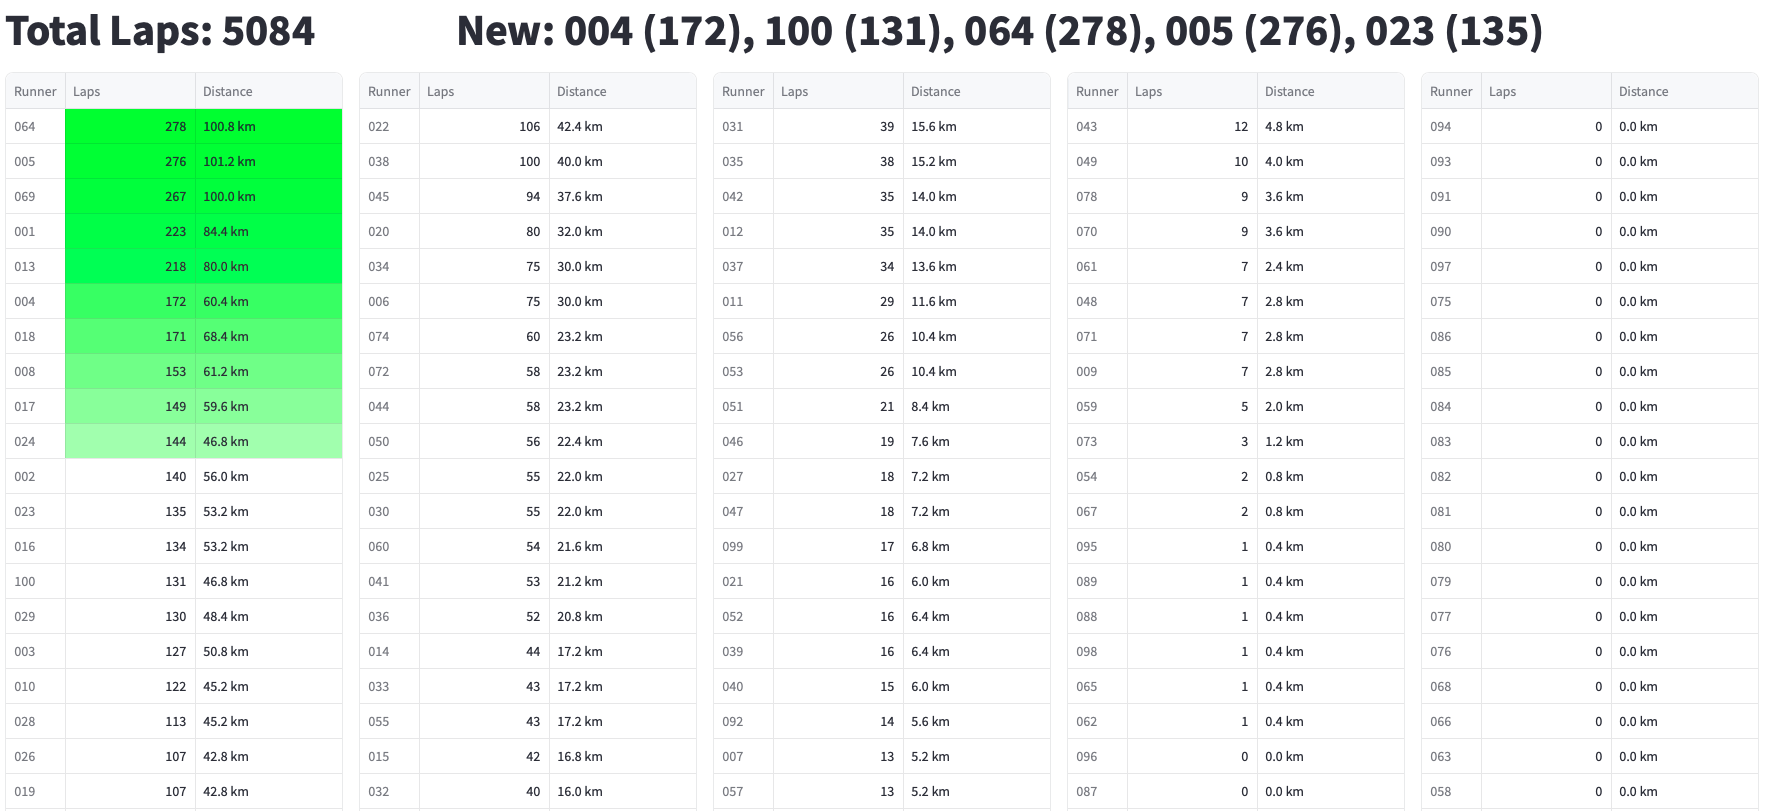 Total Laps: 5084
New: 004 (172), 100 (131), 064 (278), 005 (276), 023 (135)
Runner Laps Distance
064 278 100.8 km
005 276 101.2 km
069 267 100.0 km
001 223 84.4 km
013 218 80.0 km
004 172 60.4 km
018 171 68.4 km
008 153 61.2 km
017 149 59.6 km
024 144 46.8 km
002 140 56.0 km
023 135 53.2 km
016 134 53.2 km
100 131 46.8 km
029 130 48.4 km
003 127 50.8 km
010 122 45.2 km
028 113 45.2 km
026 107 42.8 km
019 107 42.8 km
Runner Laps Distance
022 106 42.4 km
038 100 40.0 km
045 94 37.6 km
020 80 32.0 km
034 75 30.0 km
006 75 30.0 km
074 60 23.2 km
072 58 23.2 km
044 58 23.2 km
050 56 22.4 km
025 55 22.0 km
030 55 22.0 km
060 54 21.6 km
041 53 21.2 km
036 52 20.8 km
014 44 17.2 km
033 43 17.2 km
055 43 17.2 km
015 42 16.8 km
032 40 16.0 km
Runner Laps Distance
031 39 15.6 km
035 38 15.2 km
042 35 14.0 km
012 35 14.0 km
037 34 13.6 km
011 29 11.6 km
056 26 10.4 km
053 26 10.4 km
051 21 8.4 km
046 19 7.6 km
027 18 7.2 km
047 18 7.2 km
099 17 6.8 km
021 16 6.0 km
052 16 6.4 km
039 16 6.4 km
040 15 6.0 km
092 14 5.6 km
007 13 5.2 km
057 13 5.2 km
Runner Laps Distance
043 12 4.8 km
049 10 4.0 km
078 9 3.6 km
070 9 3.6 km
061 7 2.4 km
048 7 2.8 km
071 7 2.8 km
009 7 2.8 km
059 5 2.0 km
073 3 1.2 km
054 2 0.8 km
067 2 0.8 km
095 1 0.4 km
089 1 0.4 km
088 1 0.4 km
098 1 0.4 km
065 1 0.4 km
062 1 0.4 km
096 0 0.0 km
087 0 0.0 km
Runner Laps Distance
094 0 0.0 km
093 0 0.0 km
091 0 0.0 km
090 0 0.0 km
097 0 0.0 km
075 0 0.0 km
086 0 0.0 km
085 0 0.0 km
084 0 0.0 km
083 0 0.0 km
082 0 0.0 km
081 0 0.0 km
080 0 0.0 km
079 0 0.0 km
077 0 0.0 km
076 0 0.0 km
068 0 0.0 km
066 0 0.0 km
063 0 0.0 km
058 0 0.0 km